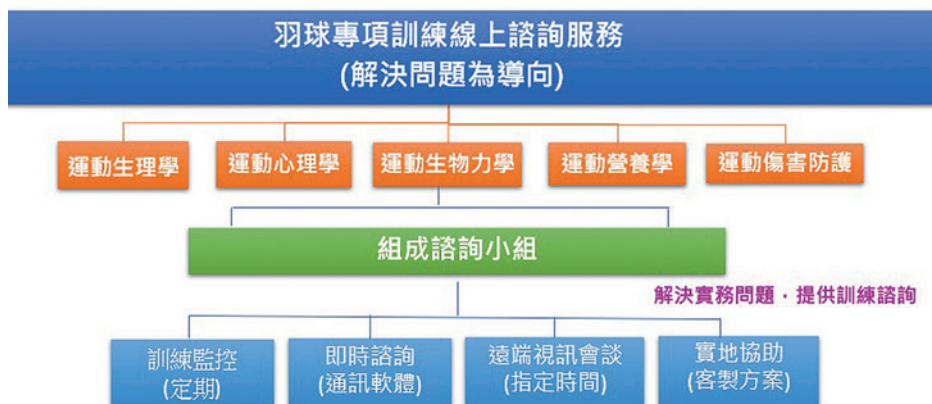 羽球專項訓練線上諮詢服務
(解決問題為導向)
運動生理學
運動心理學
運動生物力學
運動營養學
運動傷害防護
組成諮詢小組
解決實務問題・提供訓練諮詢
訓練監控
(定期)
即時諮詢
(通訊軟體)
遠端視訊會談
(指定時間)
實地協助
(客製方案)